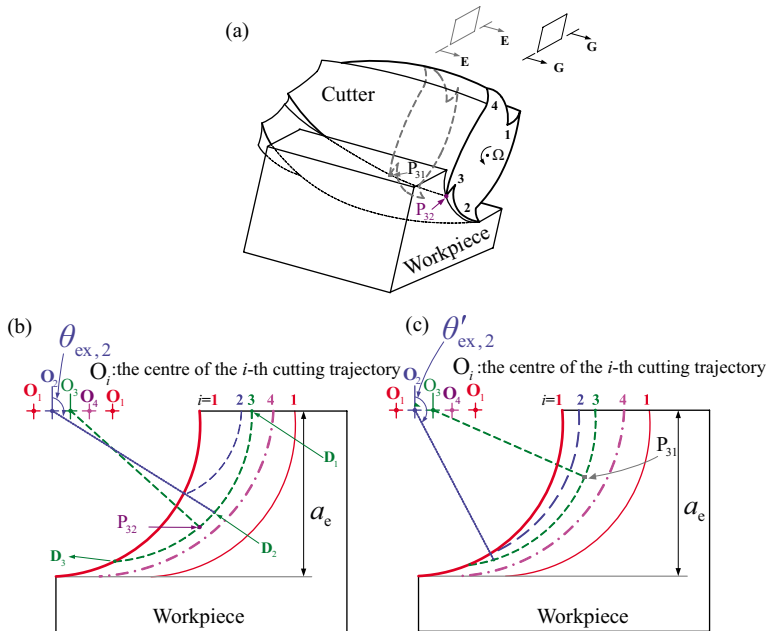 (a)
E
E
G
G
Cutter
4
1
Ω
P31
3
2
P32
Workpiece
(b)
θex,2
Oi:the centre of the i-th cutting trajectory
O1
O2
O3
O4
O1
i=1
2
3
4
1
D1
P32
ae
D2
D3
Workpiece
(c)
θ′ex,2
Oi:the centre of the i-th cutting trajectory
O1
O2
O3
O4
O1
i=1
2
3
4
1
P31
ae
Workpiece